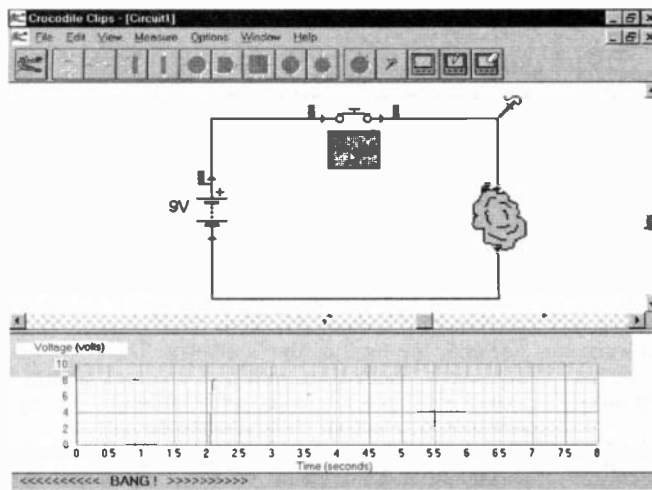 Crocodile Clips - [Circuit1]
File Edit View Measure Options Window Help
9V
+
Voltage (volts)
10
8
6
4
2
0
0 0 5 1 1 5 2 2 5 3 3 5 4 4 5 5 5 5 6 6 5 7 7 5 8
Time (seconds)
<<<<<<<<<< BANG ! >>>>>>>>>>